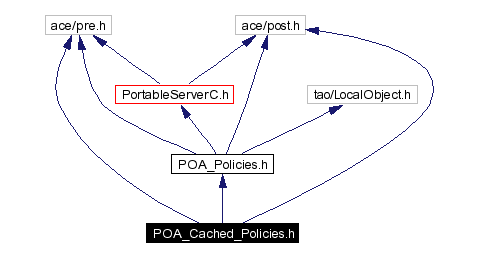 ace/pre.h
ace/post.h
PortableServerC.h
tao/LocalObject.h
POA_Policies.h
POA_Cached_Policies.h